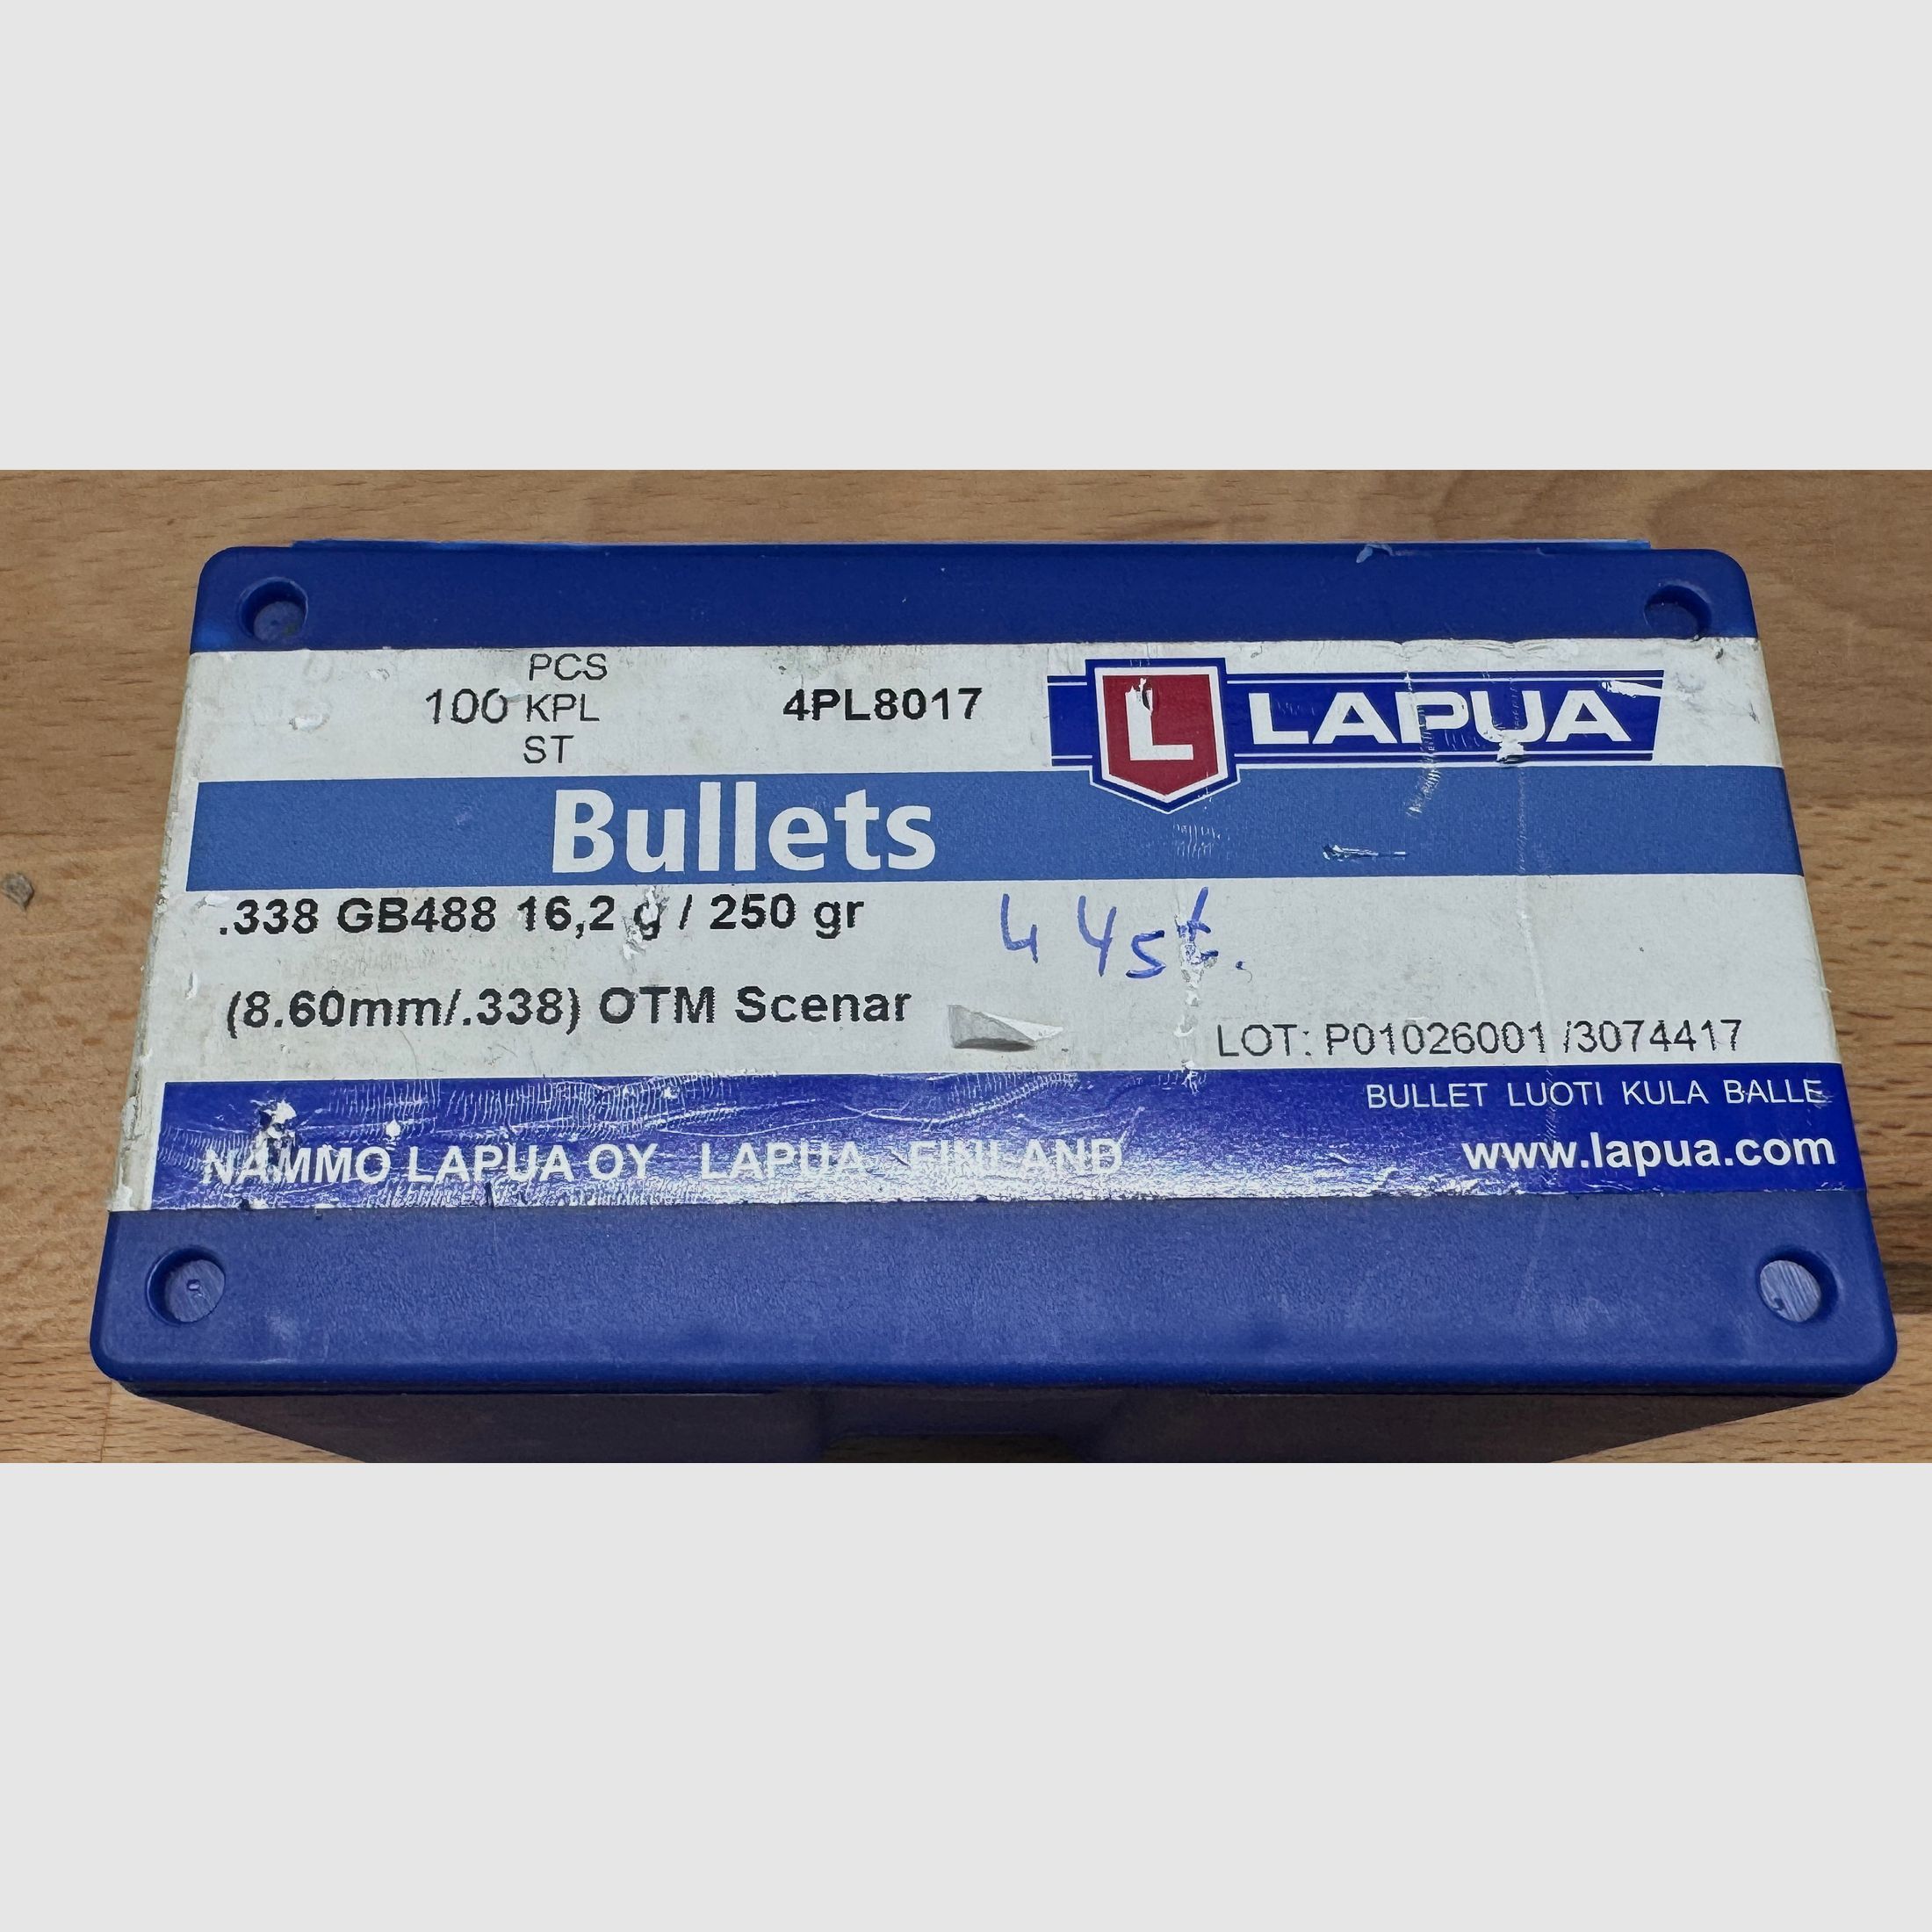 PCS
100 KPL
ST
4PL8017
L LAPUA
Bullets
.338 GB488 16,2 g / 250 gr
44st.
(8.60mm/.338) OTM Scenar
LOT: P01026001 /3074417
BULLET LUOTI KULA BALLE
NAMMO LAPUA OY LAPUA, FINLAND
www.lapua.com